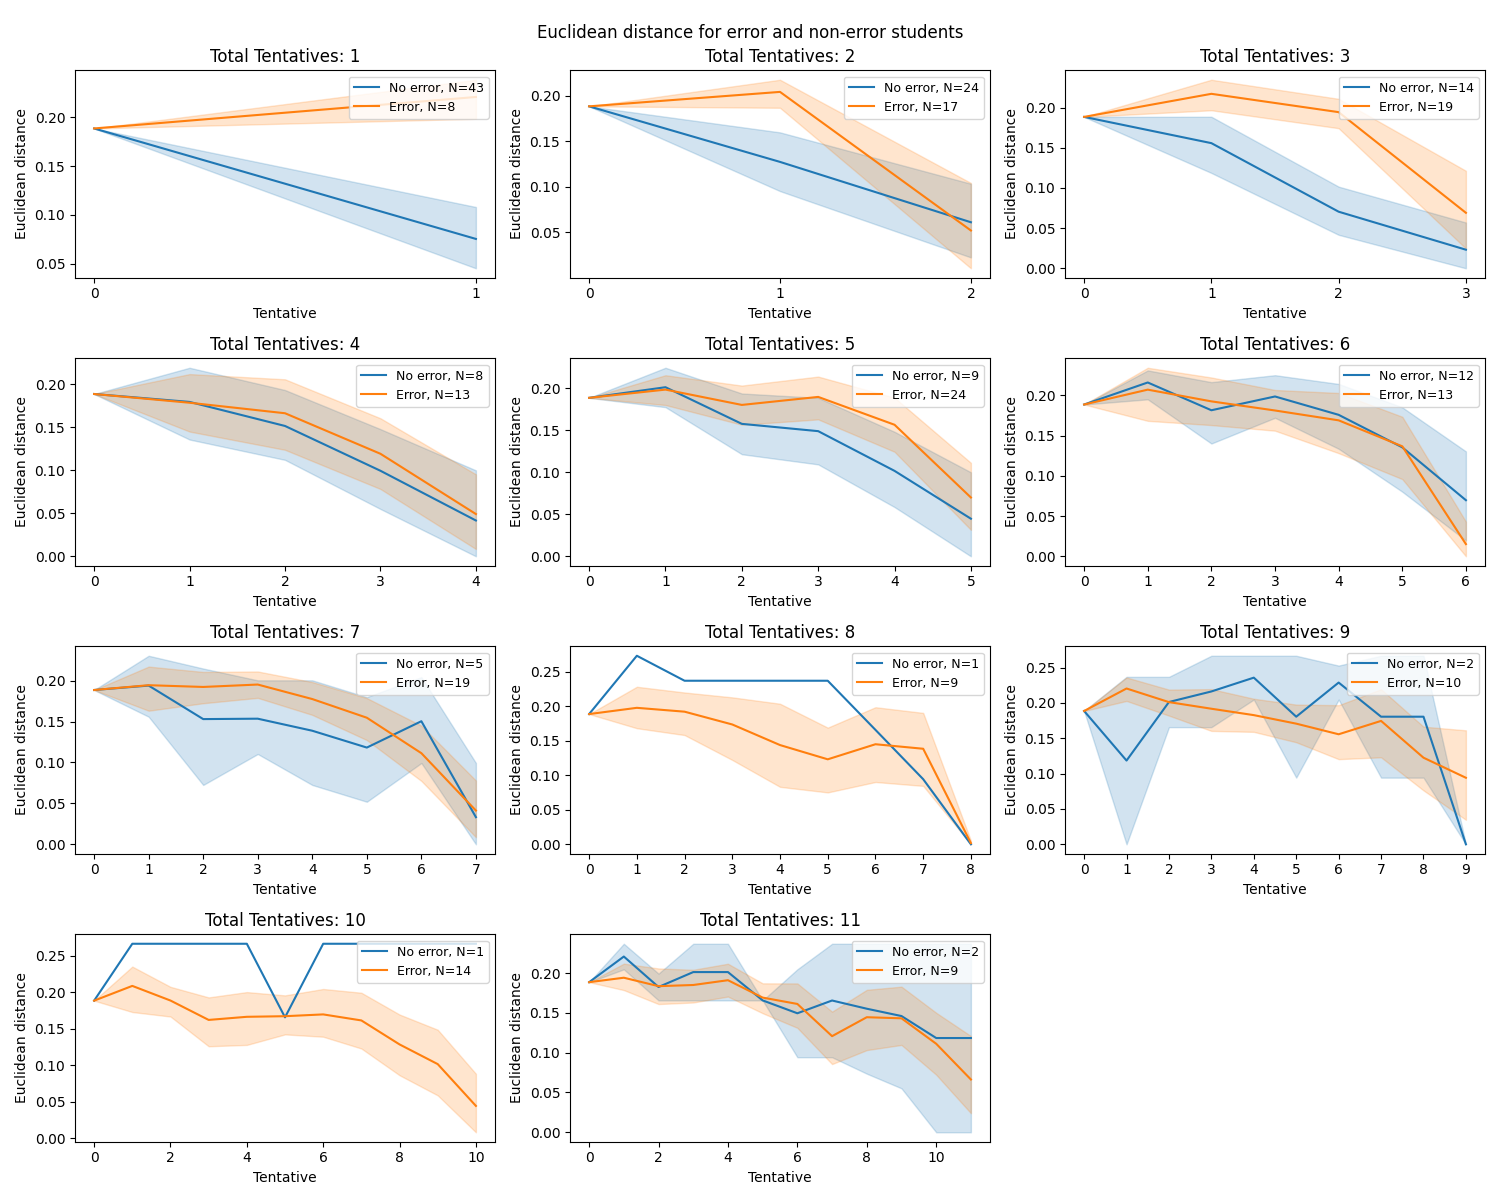 Euclidean distance for error and non-error students
Total Tentatives: 1
Euclidean distance
0.20
0.15
0.10
0.05
No error, N=43
Error, N=8
0 1
Tentative
Total Tentatives: 2
Euclidean distance
0.20
0.15
0.10
0.05
No error, N=24
Error, N=17
0 1 2
Tentative
Total Tentatives: 3
Euclidean distance
0.20
0.15
0.10
0.05
0.00
No error, N=14
Error, N=19
0 1 2 3
Tentative
Total Tentatives: 4
Euclidean distance
0.20
0.15
0.10
0.05
0.00
No error, N=8
Error, N=13
0 1 2 3 4
Tentative
Total Tentatives: 5
Euclidean distance
0.20
0.15
0.10
0.05
0.00
No error, N=9
Error, N=24
0 1 2 3 4 5
Tentative
Total Tentatives: 6
Euclidean distance
0.20
0.15
0.10
0.05
0.00
No error, N=12
Error, N=13
0 1 2 3 4 5 6
Tentative
Total Tentatives: 7
Euclidean distance
0.20
0.15
0.10
0.05
0.00
No error, N=5
Error, N=19
0 1 2 3 4 5 6 7
Tentative
Total Tentatives: 8
Euclidean distance
0.25
0.20
0.15
0.10
0.05
0.00
No error, N=1
Error, N=9
0 1 2 3 4 5 6 7 8
Tentative
Total Tentatives: 9
Euclidean distance
0.25
0.20
0.15
0.10
0.05
0.00
No error, N=2
Error, N=10
0 1 2 3 4 5 6 7 8 9
Tentative
Total Tentatives: 10
Euclidean distance
0.25
0.20
0.15
0.10
0.05
0.00
No error, N=1
Error, N=14
0 2 4 6 8 10
Tentative
Total Tentatives: 11
Euclidean distance
0.20
0.15
0.10
0.05
0.00
No error, N=2
Error, N=9
0 2 4 6 8 10
Tentative